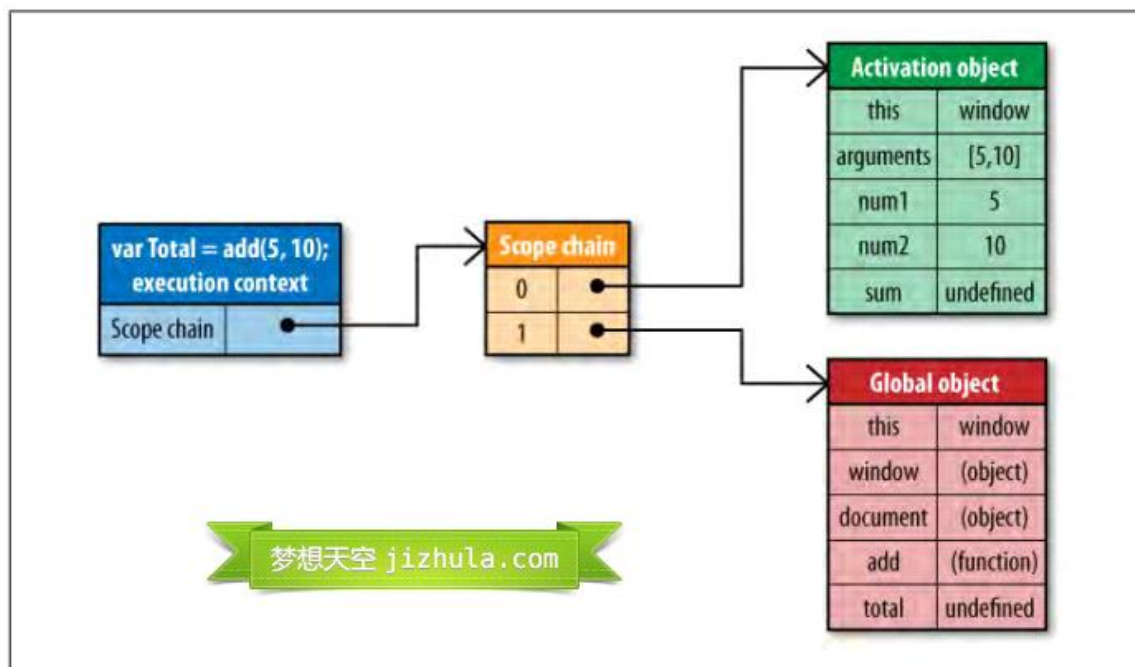 var Total = add(5, 10);
execution context
Scope chain
Scope chain
0
1
Activation object
this window
arguments [5,10]
num1 5
num2 10
sum undefined
Global object
this window
window (object)
document (object)
add (function)
total undefined
梦想天空 jizhula.com